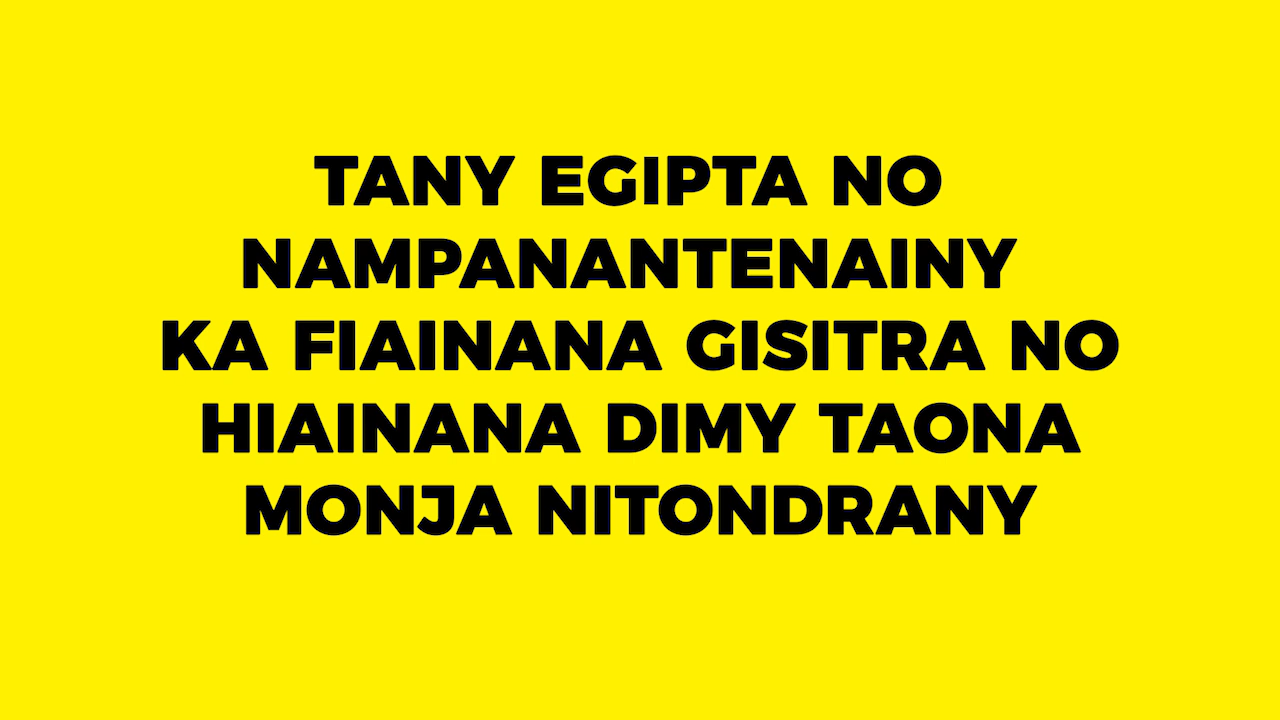 TANY EGIPTA NO
NAMPANANTENAINY
KA FIAINANA GISITRA NO
HIAINANA DIMY TAONA
MONJA NITONDRANY